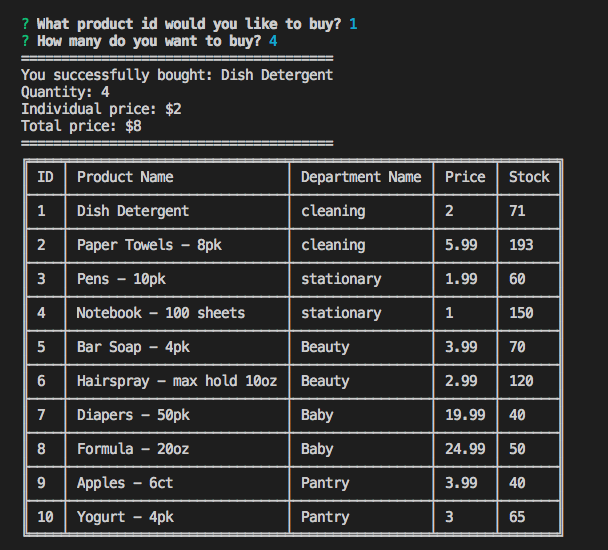 ? What product id would you like to buy? 1
? How many do you want to buy? 4
You successfully bought: Dish Detergent
Quantity: 4
Individual price: $2
Total price: $8
ID Product Name Department Name Price Stock
1 Dish Detergent cleaning 2 71
2 Paper Towels – 8pk cleaning 5.99 193
3 Pens – 10pk stationary 1.99 60
4 Notebook – 100 sheets stationary 1 150
5 Bar Soap – 4pk Beauty 3.99 70
6 Hairspray – max hold 10oz Beauty 2.99 120
7 Diapers – 50pk Baby 19.99 40
8 Formula – 20oz Baby 24.99 50
9 Apples – 6ct Pantry 3.99 40
10 Yogurt – 4pk Pantry 3 65